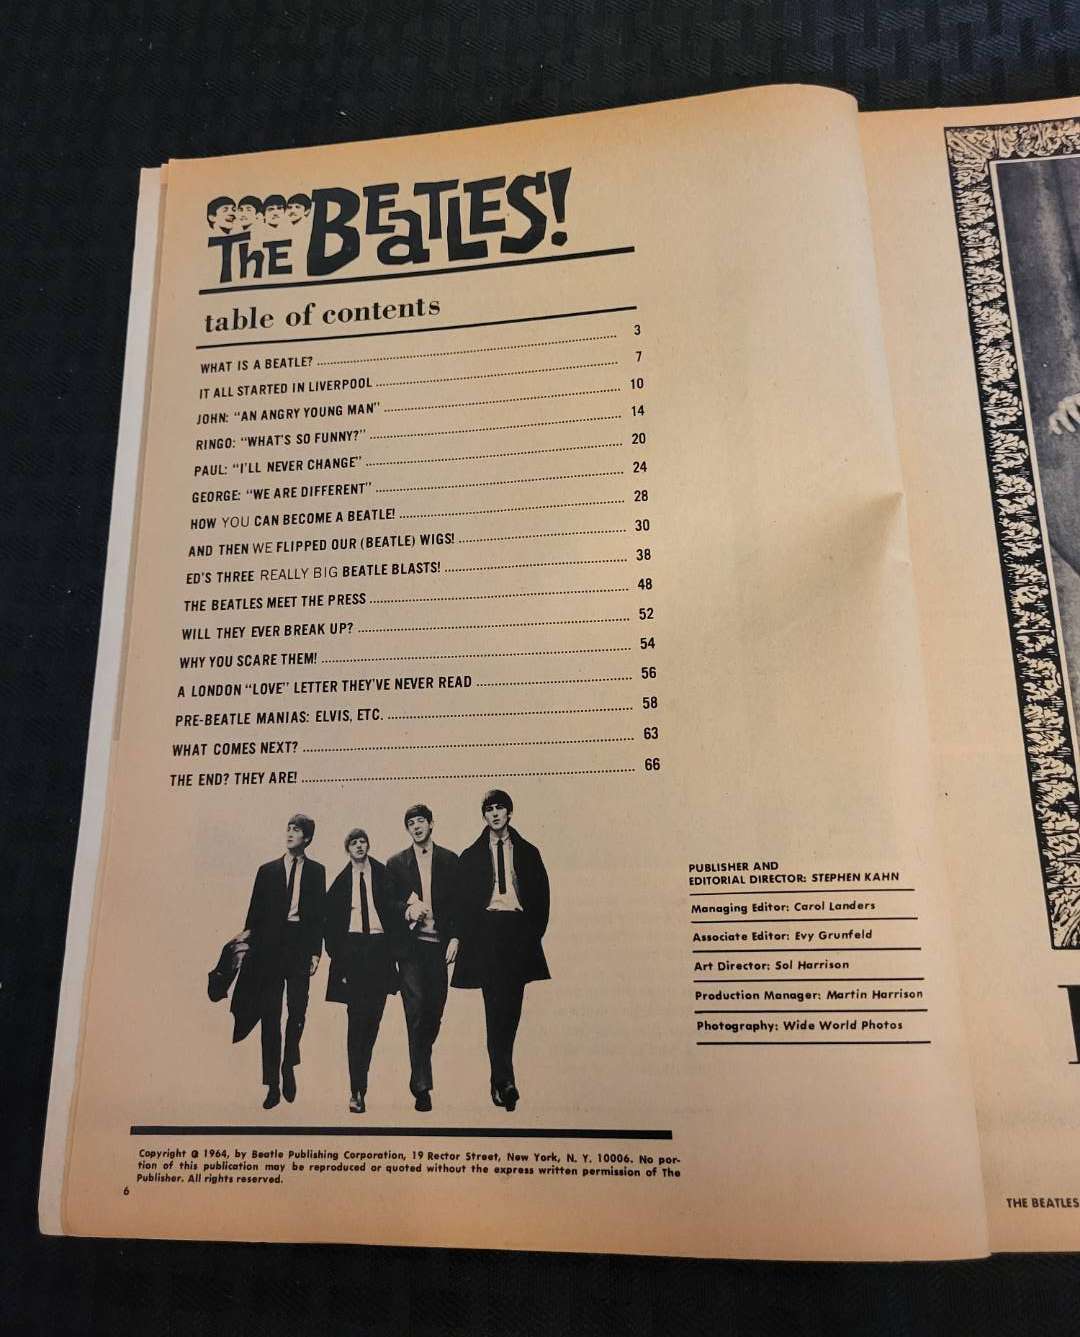 THE BEATLES!
table of contents
WHAT IS A BEATLE? ........ 3
IT ALL STARTED IN LIVERPOOL ........ 7
JOHN: "AN ANGRY YOUNG MAN" ........ 10
RINGO: "WHAT'S SO FUNNY?" ........ 14
PAUL: "I'LL NEVER CHANGE" ........ 20
GEORGE: "WE ARE DIFFERENT" ........ 24
HOW YOU CAN BECOME A BEATLE! ........ 28
AND THEN WE FLIPPED OUR (BEATLE) WIGS! ........ 30
ED'S THREE REALLY BIG BEATLE BLASTS! ........ 38
THE BEATLES MEET THE PRESS ........ 48
WILL THEY EVER BREAK UP? ........ 52
WHY YOU SCARE THEM! ........ 54
A LONDON "LOVE" LETTER THEY'VE NEVER READ ........ 56
PRE-BEATLE MANIAS: ELVIS, ETC. ........ 58
WHAT COMES NEXT? ........ 63
THE END? THEY ARE! ........ 66
PUBLISHER AND
EDITORIAL DIRECTOR: STEPHEN KAHN
Managing Editor: Carol Landers
Associate Editor: Evy Grunfeld
Art Director: Sol Harrison
Production Manager: Martin Harrison
Photography: Wide World Photos
Copyright © 1964, by Beatle Publishing Corporation, 19 Rector Street, New York, N. Y. 10006. No por-
tion of this publication may be reproduced or quoted without the express written permission of The
Publisher. All rights reserved.
6
THE BEATLES